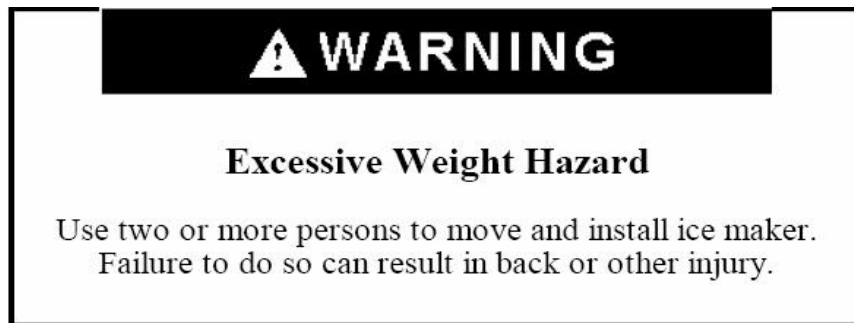 WARNING
Excessive Weight Hazard
Use two or more persons to move and install ice maker.
Failure to do so can result in back or other injury.